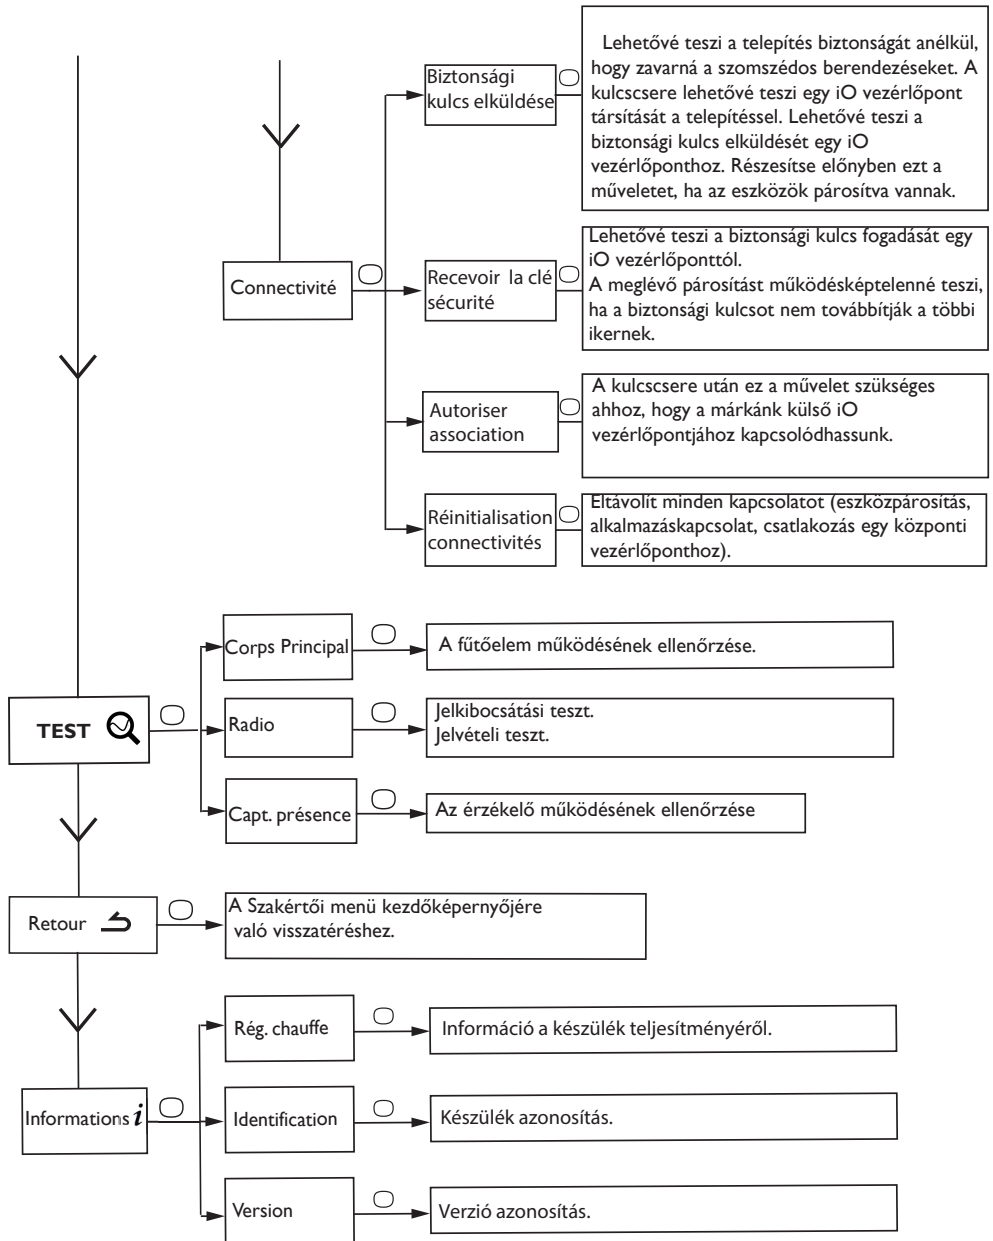 Biztonsági
kulcs elküldése
Lehetővé teszi a telepítés biztonságát anélkül,
hogy zavarná a szomszédos berendezéseket. A
kulcscsere lehetővé teszi egy iO vezérlőpont
társítását a telepítéssel. Lehetővé teszi a
biztonsági kulcs elküldését egy iO
vezérlőponthoz. Részesítse előnyben ezt a
műveletet, ha az eszközök párosítva vannak.
Connectivité
Recevoir la clé
sécurité
Lehetővé teszi a biztonsági kulcs fogadását egy
iO vezérlőponttól.
A meglévő párosítást működésképtelenné teszi,
ha a biztonsági kulcsot nem továbbítják a többi
ikernek.
Autoriser
association
A kulcscsere után ez a művelet szükséges
ahhoz, hogy a márkánk külső iO
vezérlőpontjához kapcsolódhassunk.
Réinitialisation
connectivités
Eltávolít minden kapcsolatot (eszközpárosítás,
alkalmazáskapcsolat, csatlakozás egy központi
vezérlőponthoz).
Corps Principal
A fűtőelem működésének ellenőrzése.
TEST
Radio
Jelkibocsátási teszt.
Jelvételi teszt.
Capt. présence
Az érzékelő működésének ellenőrzése
Retour
A Szakértői menü kezdőképernyőjére
való visszatéréshez.
Rég. chauffe
Információ a készülék teljesítményéről.
Informations i
Identification
Készülék azonosítás.
Version
Verzió azonosítás.